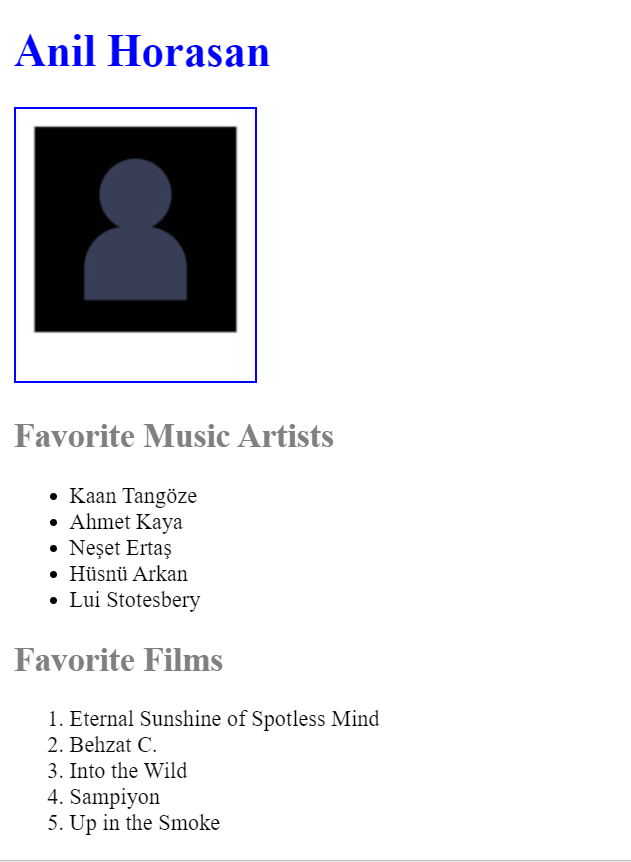 Anil Horasan
Favorite Music Artists
• Kaan Tangöze
• Ahmet Kaya
• Neşet Ertaş
• Hüsnü Arkan
• Lui Stotesbery
Favorite Films
1. Eternal Sunshine of Spotless Mind
2. Behzat C.
3. Into the Wild
4. Sampiyon
5. Up in the Smoke